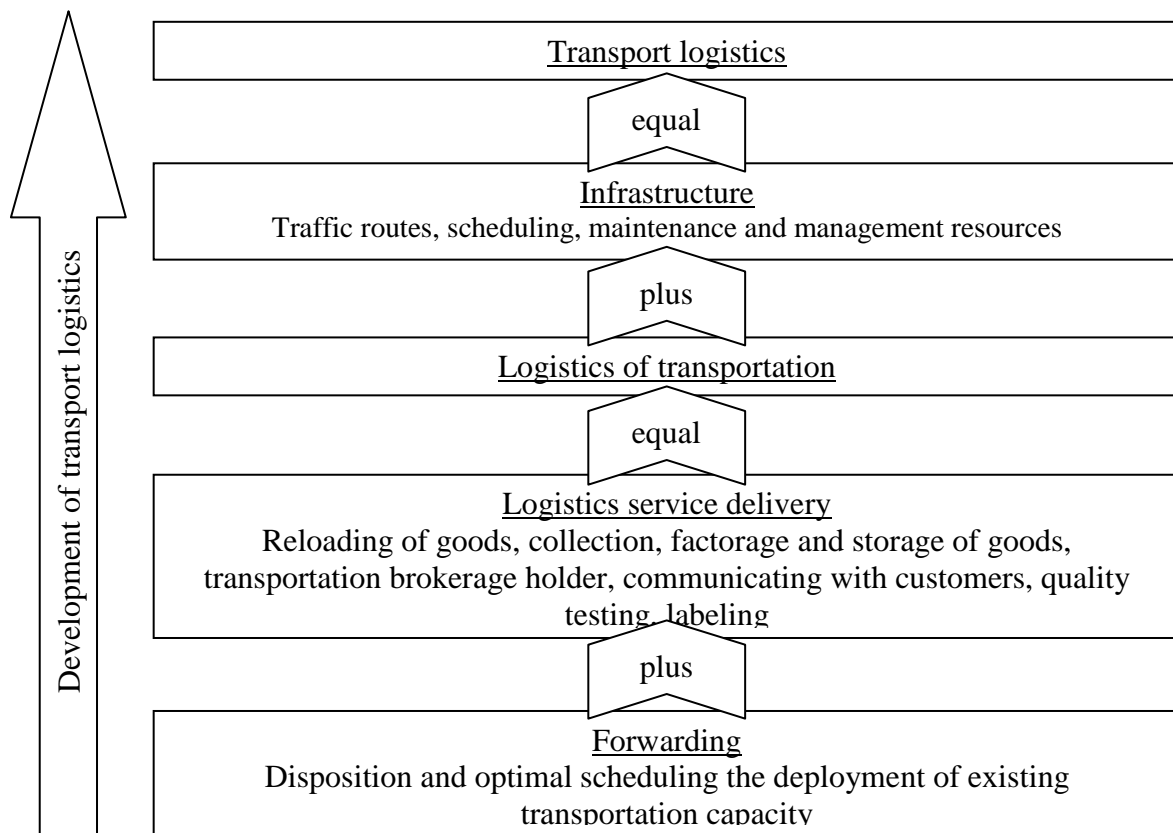 Transport logistics
equal
Infrastructure
Traffic routes, scheduling, maintenance and management resources
plus
Logistics of transportation
equal
Logistics service delivery
Reloading of goods, collection, factorage and storage of goods,
transportation brokerage holder, communicating with customers, quality
testing, labeling
plus
Forwarding
Disposition and optimal scheduling the deployment of existing
transportation capacity
Development of transport logistics